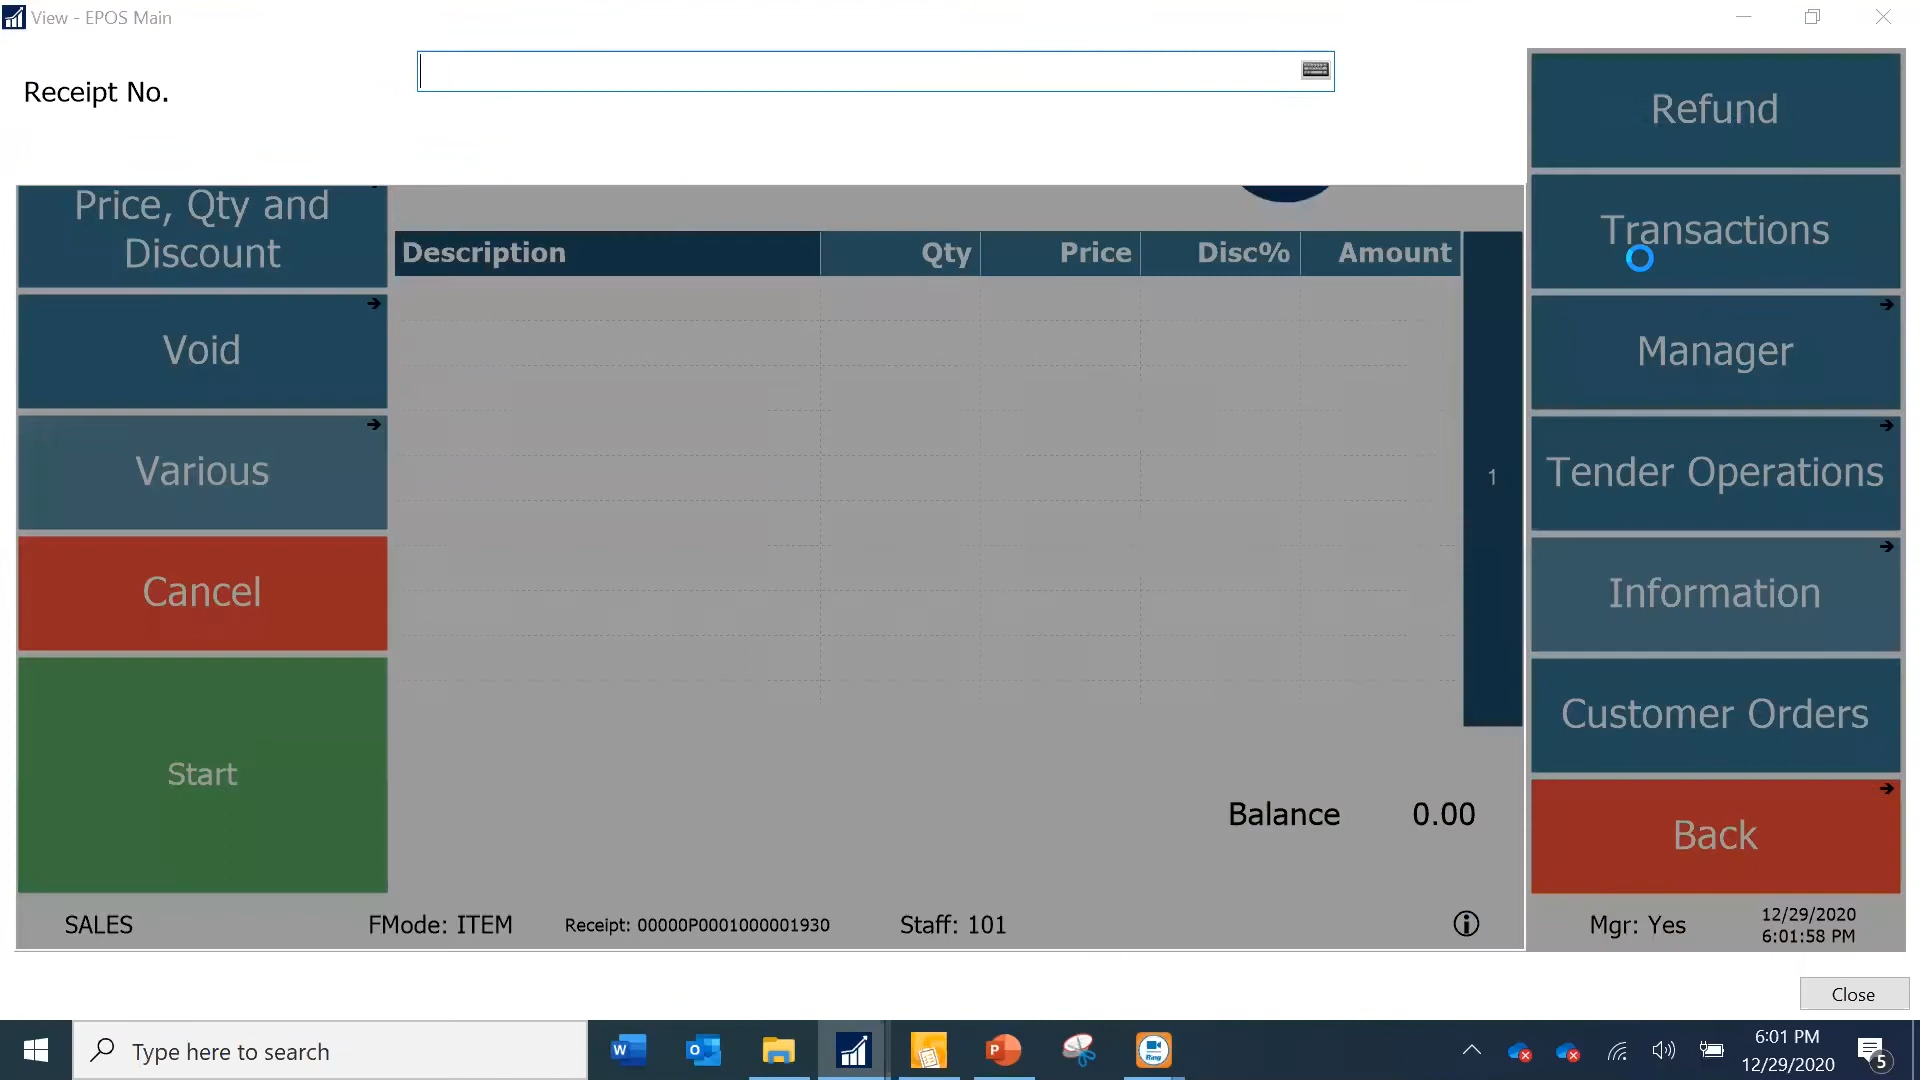 View - EPOS Main
Receipt No.
Refund
Transactions
Manager
Tender Operations
Information
Customer Orders
Back
Price, Qty and
Discount
Void
Various
Cancel
Start
Description Qty Price Disc% Amount
1
Balance 0.00
SALES FMode: ITEM Receipt: 00000P0001000001930 Staff: 101
Mgr: Yes
12/29/2020
6:01:58 PM
Close
Type here to search
6:01 PM
12/29/2020
5
W
O
P
Ring